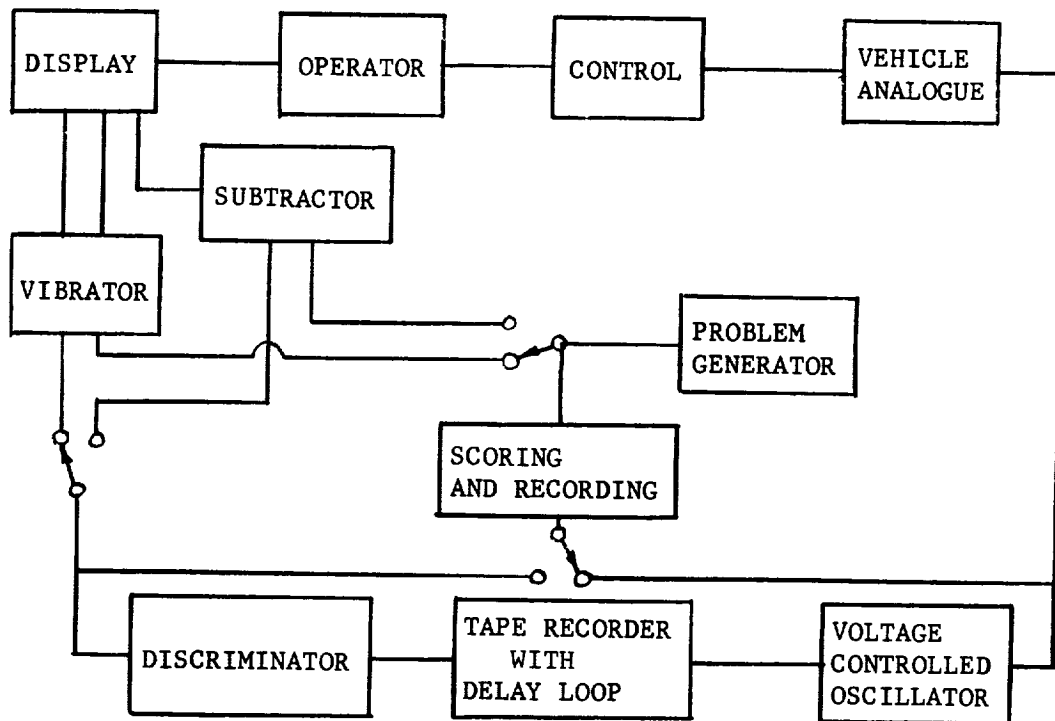 DISPLAY
OPERATOR
CONTROL
VEHICLE
ANALOGUE
SUBTRACTOR
VIBRATOR
PROBLEM
GENERATOR
SCORING
AND RECORDING
DISCRIMINATOR
TAPE RECORDER
WITH
DELAY LOOP
VOLTAGE
CONTROLLED
OSCILLATOR